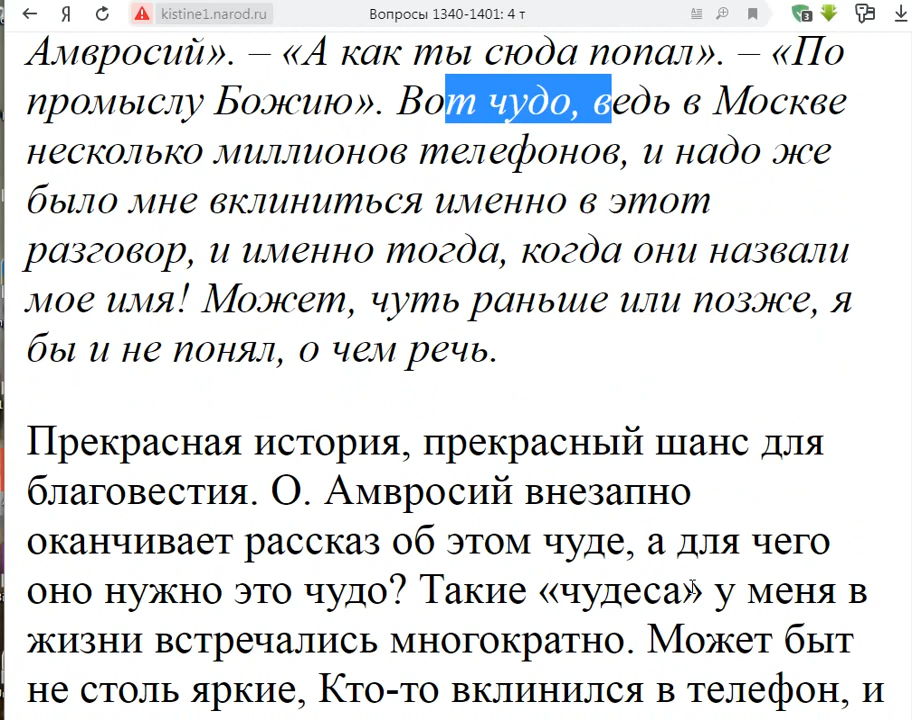 Я kistine1.narod.ru Вопросы 1340-1401: 4 т 3
Амвросий». – «А как ты сюда попал». – «По
промыслу Божию». Вот чудо, ведь в Москве
несколько миллионов телефонов, и надо же
было мне вклиниться именно в этот
разговор, и именно тогда, когда они назвали
мое имя! Может, чуть раньше или позже, я
бы и не понял, о чем речь.
Прекрасная история, прекрасный шанс для
благовестия. О. Амвросий внезапно
оканчивает рассказ об этом чуде, а для чего
оно нужно это чудо? Такие «чудеса» у меня в
жизни встречались многократно. Может быт
не столь яркие, Кто-то вклинился в телефон, и